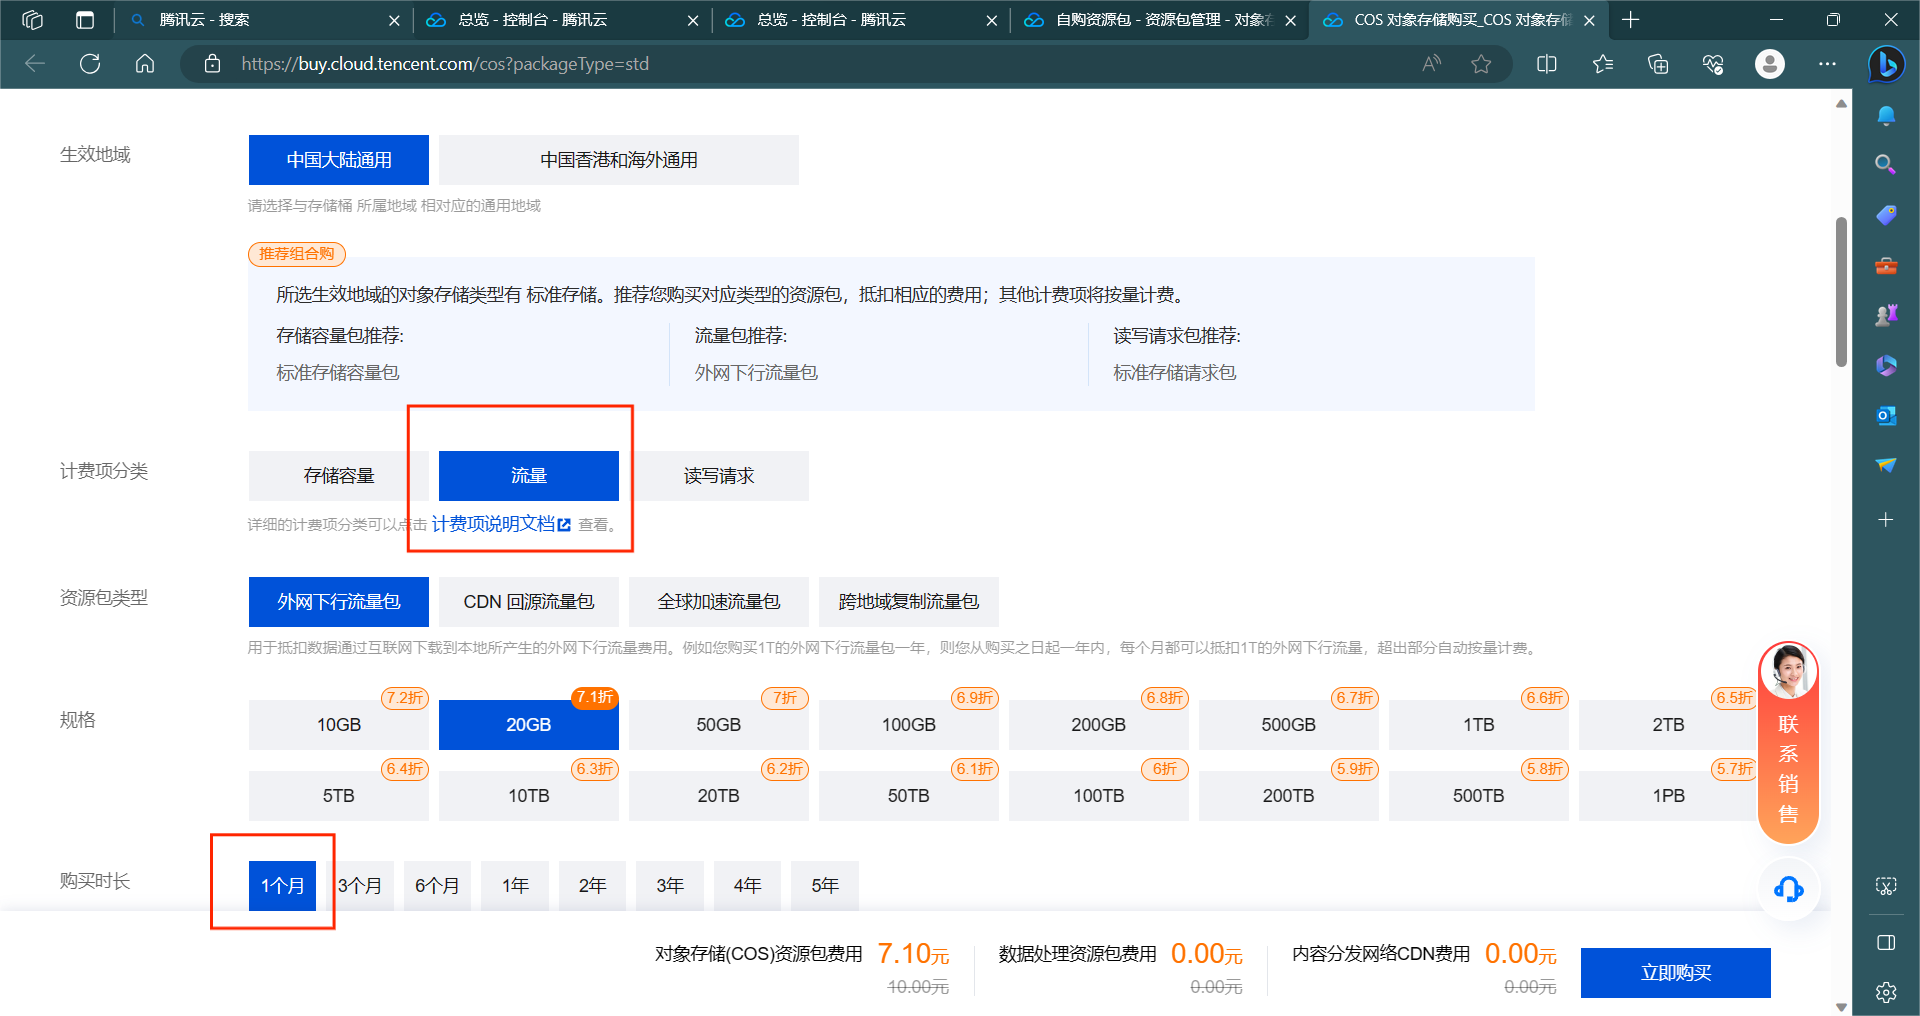 腾讯云 - 搜索
总览 - 控制台 - 腾讯云
总览 - 控制台 - 腾讯云
自购资源包 - 资源包管理 - 对象存
COS 对象存储购买_COS 对象存储
https://buy.cloud.tencent.com/cos?packageType=std
生效地域
中国大陆通用
中国香港和海外通用
请选择与存储桶 所属地域 相对应的通用地域
推荐组合购
所选生效地域的对象存储类型有 标准存储。推荐您购买对应类型的资源包，抵扣相应的费用；其他计费项将按量计费。
存储容量包推荐:
流量包推荐:
读写请求包推荐:
标准存储容量包
外网下行流量包
标准存储请求包
计费项分类
存储容量
流量
读写请求
详细的计费项分类可以点击 计费项说明文档 查看。
资源包类型
外网下行流量包
CDN 回源流量包
全球加速流量包
跨地域复制流量包
用于抵扣数据通过互联网下载到本地所产生的外网下行流量费用。例如您购买1T的外网下行流量包一年，则您从购买之日起一年内，每个月都可以抵扣1T的外网下行流量，超出部分自动按量计费。
规格
7.2折
7.1折
7折
6.9折
6.8折
6.7折
6.6折
6.5折
10GB
20GB
50GB
100GB
200GB
500GB
1TB
2TB
6.4折
6.3折
6.2折
6.1折
6折
5.9折
5.8折
5.7折
5TB
10TB
20TB
50TB
100TB
200TB
500TB
1PB
联
系
销
售
购买时长
1个月
3个月
6个月
1年
2年
3年
4年
5年
对象存储(COS)资源包费用 7.10元
10.00元
数据处理资源包费用 0.00元
0.00元
内容分发网络CDN费用 0.00元
0.00元
立即购买